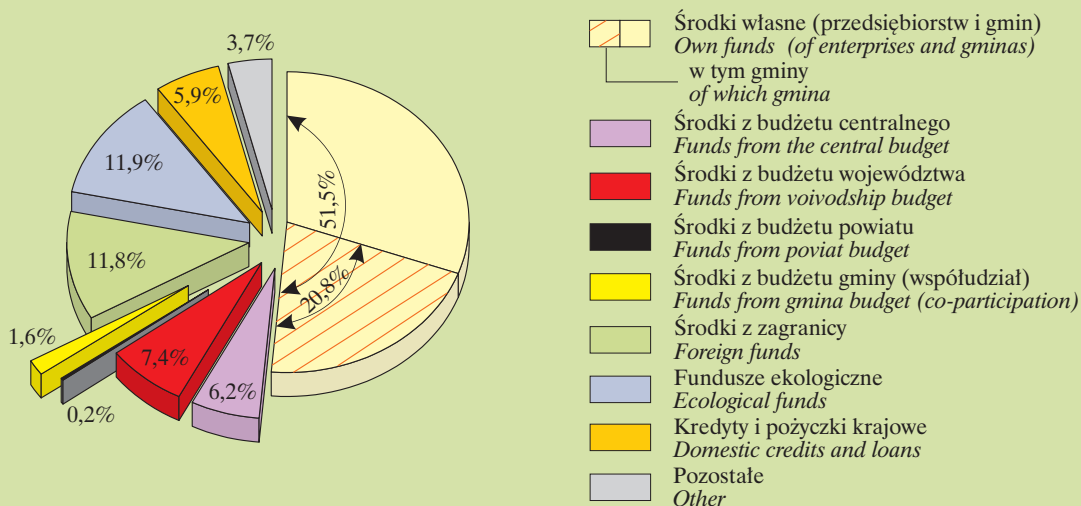 3,7%
5,9%
11,9%
11,8%
1,6%
0,2%
7,4%
6,2%
51,5%
20,8%
Środki własne (przedsiębiorstw i gmin)
Own funds (of enterprises and gminas)
w tym gminy
of which gmina
Środki z budżetu centralnego
Funds from the central budget
Środki z budżetu województwa
Funds from voivodship budget
Środki z budżetu powiatu
Funds from poviat budget
Środki z budżetu gminy (współudział)
Funds from gmina budget (co-participation)
Środki z zagranicy
Foreign funds
Fundusze ekologiczne
Ecological funds
Kredyty i pożyczki krajowe
Domestic credits and loans
Pozostałe
Other